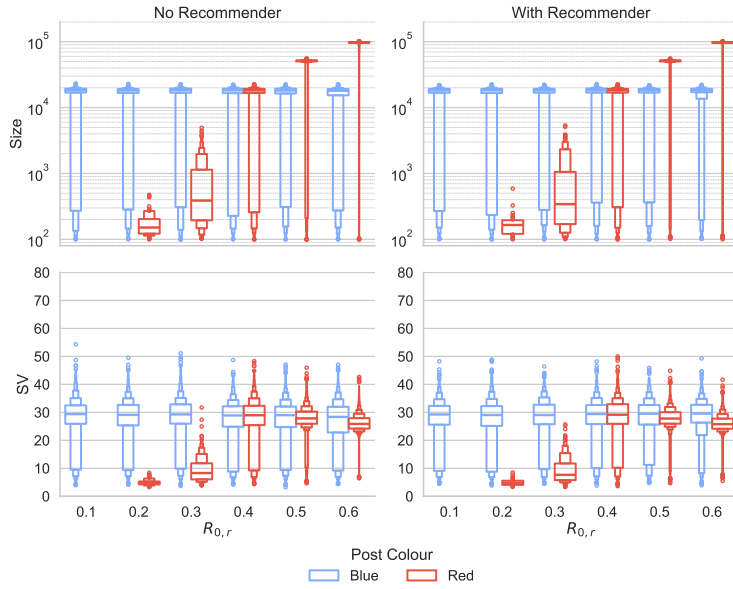 No Recommender
With Recommender
Size
10^5
10^4
10^3
10^2
10^5
10^4
10^3
10^2
SV
80
70
60
50
40
30
20
10
0
80
70
60
50
40
30
20
10
0
0.1 0.2 0.3 0.4 0.5 0.6
0.1 0.2 0.3 0.4 0.5 0.6
R_{0, r}
R_{0, r}
Post Colour
Blue Red